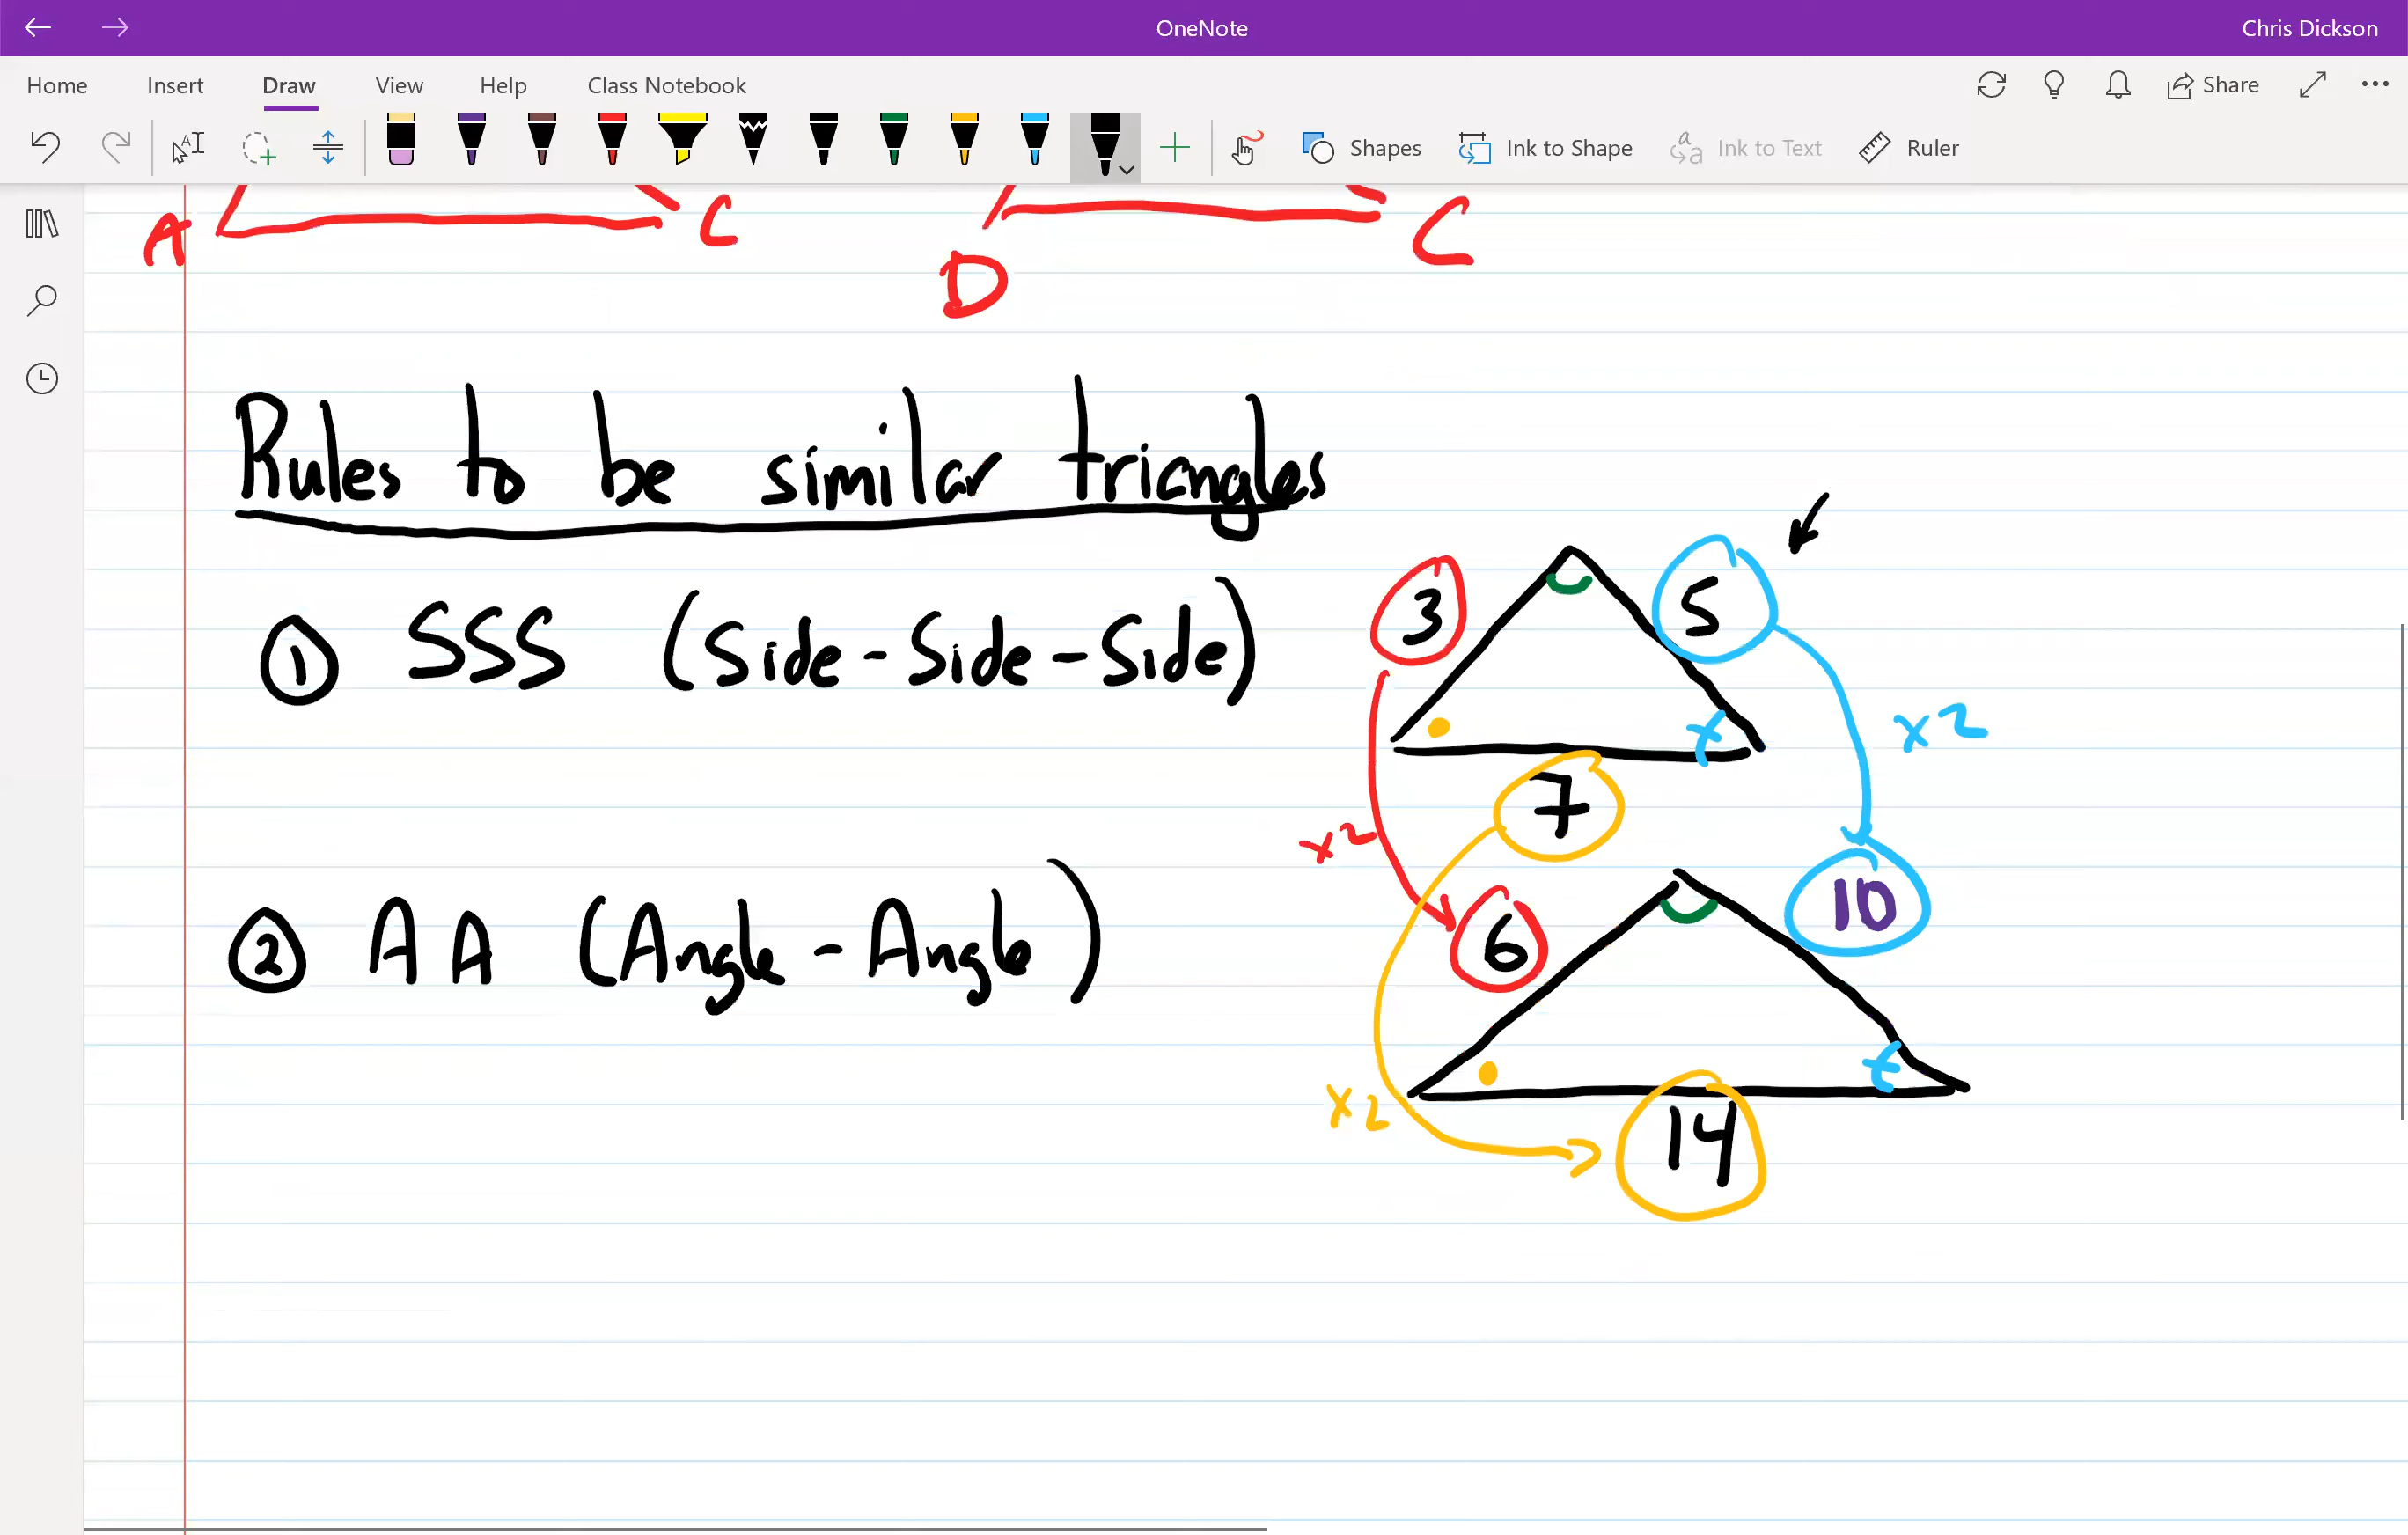 OneNote
Chris Dickson
Home Insert Draw View Help Class Notebook Share
Shapes Ink to Shape Ink to Text Ruler
A C D C
Rules to be similar triangles
① SSS (Side-Side-Side)
3 5
x2
7
x2
② AA (Angle-Angle)
6 10
x2
14